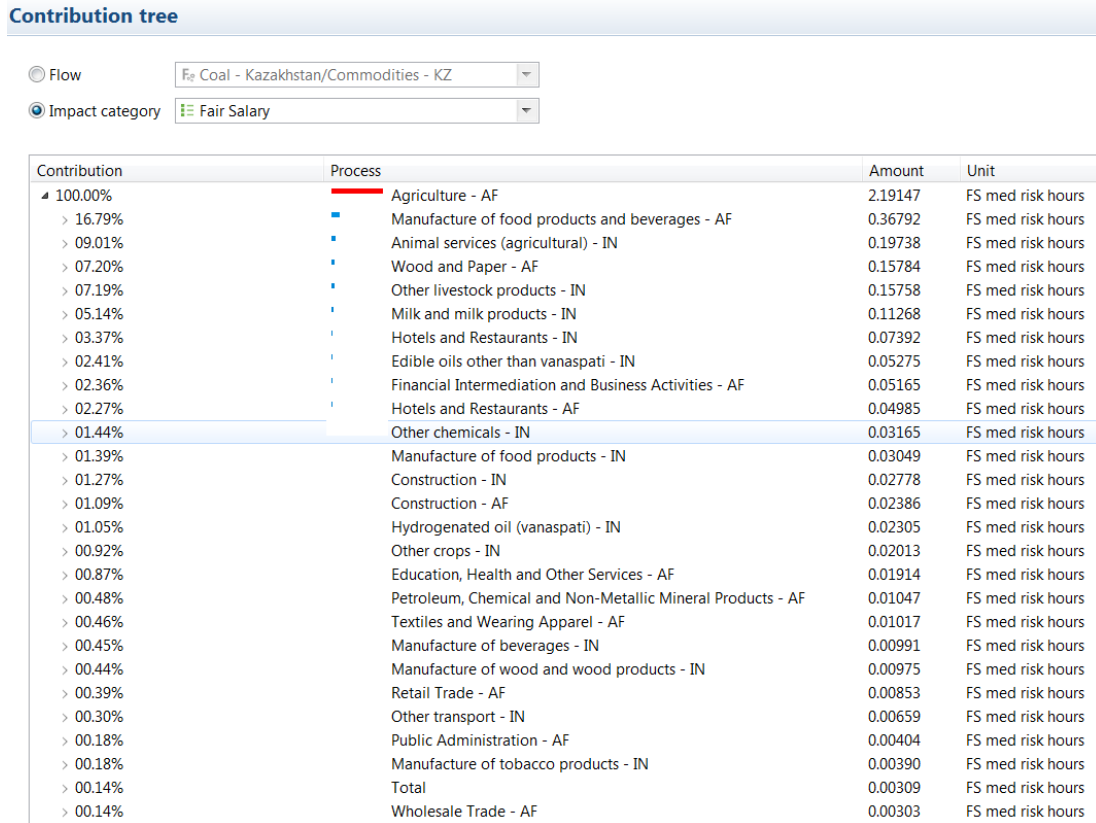 Contribution tree
Flow Fe Coal - Kazakhstan/Commodities - KZ
Impact category Fair Salary
Contribution Process Amount Unit
100.00% Agriculture - AF 2.19147 FS med risk hours
16.79% Manufacture of food products and beverages - AF 0.36792 FS med risk hours
09.01% Animal services (agricultural) - IN 0.19738 FS med risk hours
07.20% Wood and Paper - AF 0.15784 FS med risk hours
07.19% Other livestock products - IN 0.15758 FS med risk hours
05.14% Milk and milk products - IN 0.11268 FS med risk hours
03.37% Hotels and Restaurants - IN 0.07392 FS med risk hours
02.41% Edible oils other than vanaspati - IN 0.05275 FS med risk hours
02.36% Financial Intermediation and Business Activities - AF 0.05165 FS med risk hours
02.27% Hotels and Restaurants - AF 0.04985 FS med risk hours
01.44% Other chemicals - IN 0.03165 FS med risk hours
01.39% Manufacture of food products - IN 0.03049 FS med risk hours
01.27% Construction - IN 0.02778 FS med risk hours
01.09% Construction - AF 0.02386 FS med risk hours
01.05% Hydrogenated oil (vanaspati) - IN 0.02305 FS med risk hours
00.92% Other crops - IN 0.02013 FS med risk hours
00.87% Education, Health and Other Services - AF 0.01914 FS med risk hours
00.48% Petroleum, Chemical and Non-Metallic Mineral Products - AF 0.01047 FS med risk hours
00.46% Textiles and Wearing Apparel - AF 0.01017 FS med risk hours
00.45% Manufacture of beverages - IN 0.00991 FS med risk hours
00.44% Manufacture of wood and wood products - IN 0.00975 FS med risk hours
00.39% Retail Trade - AF 0.00853 FS med risk hours
00.30% Other transport - IN 0.00659 FS med risk hours
00.18% Public Administration - AF 0.00404 FS med risk hours
00.18% Manufacture of tobacco products - IN 0.00390 FS med risk hours
00.14% Total 0.00309 FS med risk hours
00.14% Wholesale Trade - AF 0.00303 FS med risk hours